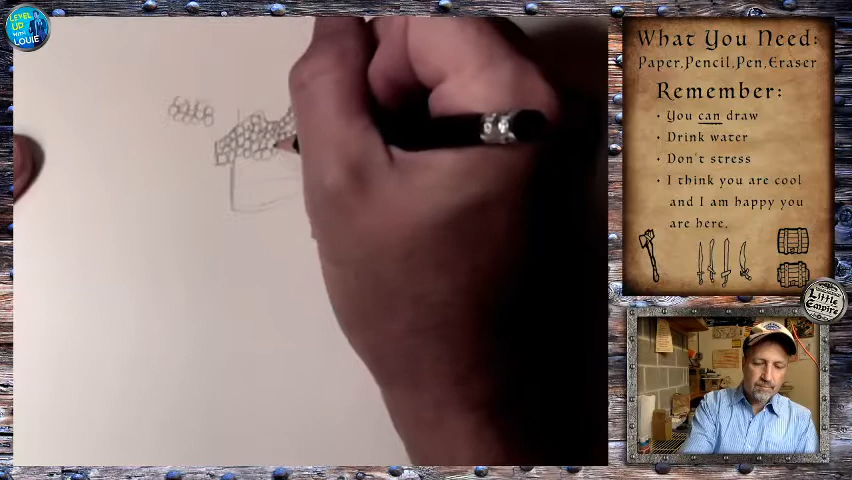 LEVEL
UP
WITH
LOUIE
What You Need:
Paper,Pencil,Pen,Eraser
Remember:
• You can draw
• Drink water
• Don't stress
• I think you are cool
and I am happy you
are here.
Little
Empire